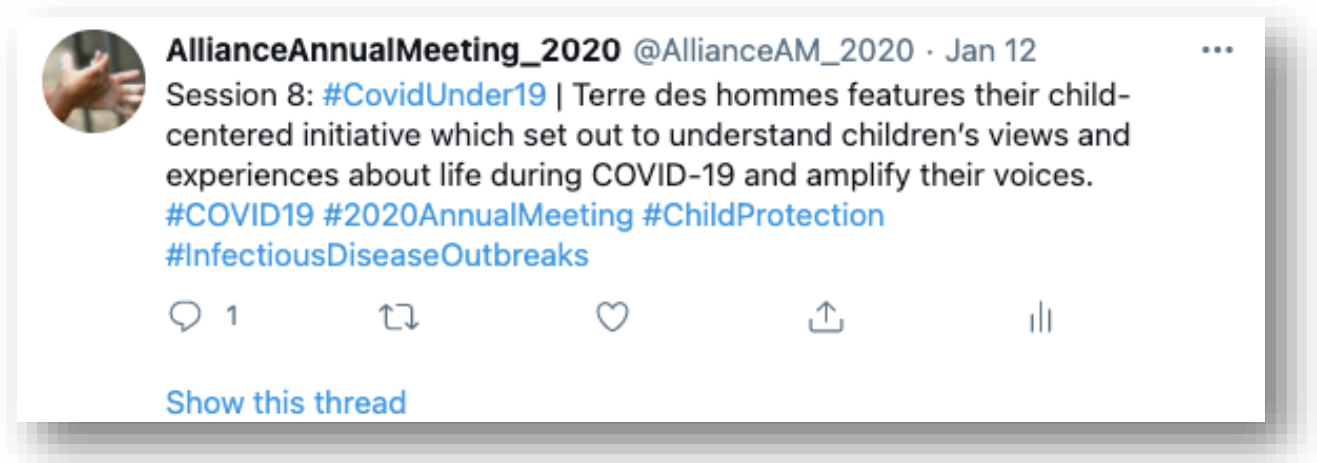 AllianceAnnualMeeting_2020 @AllianceAM_2020 · Jan 12
Session 8: #CovidUnder19 | Terre des hommes features their child-
centered initiative which set out to understand children’s views and
experiences about life during COVID-19 and amplify their voices.
#COVID19 #2020AnnualMeeting #ChildProtection
#InfectiousDiseaseOutbreaks
1
Show this thread